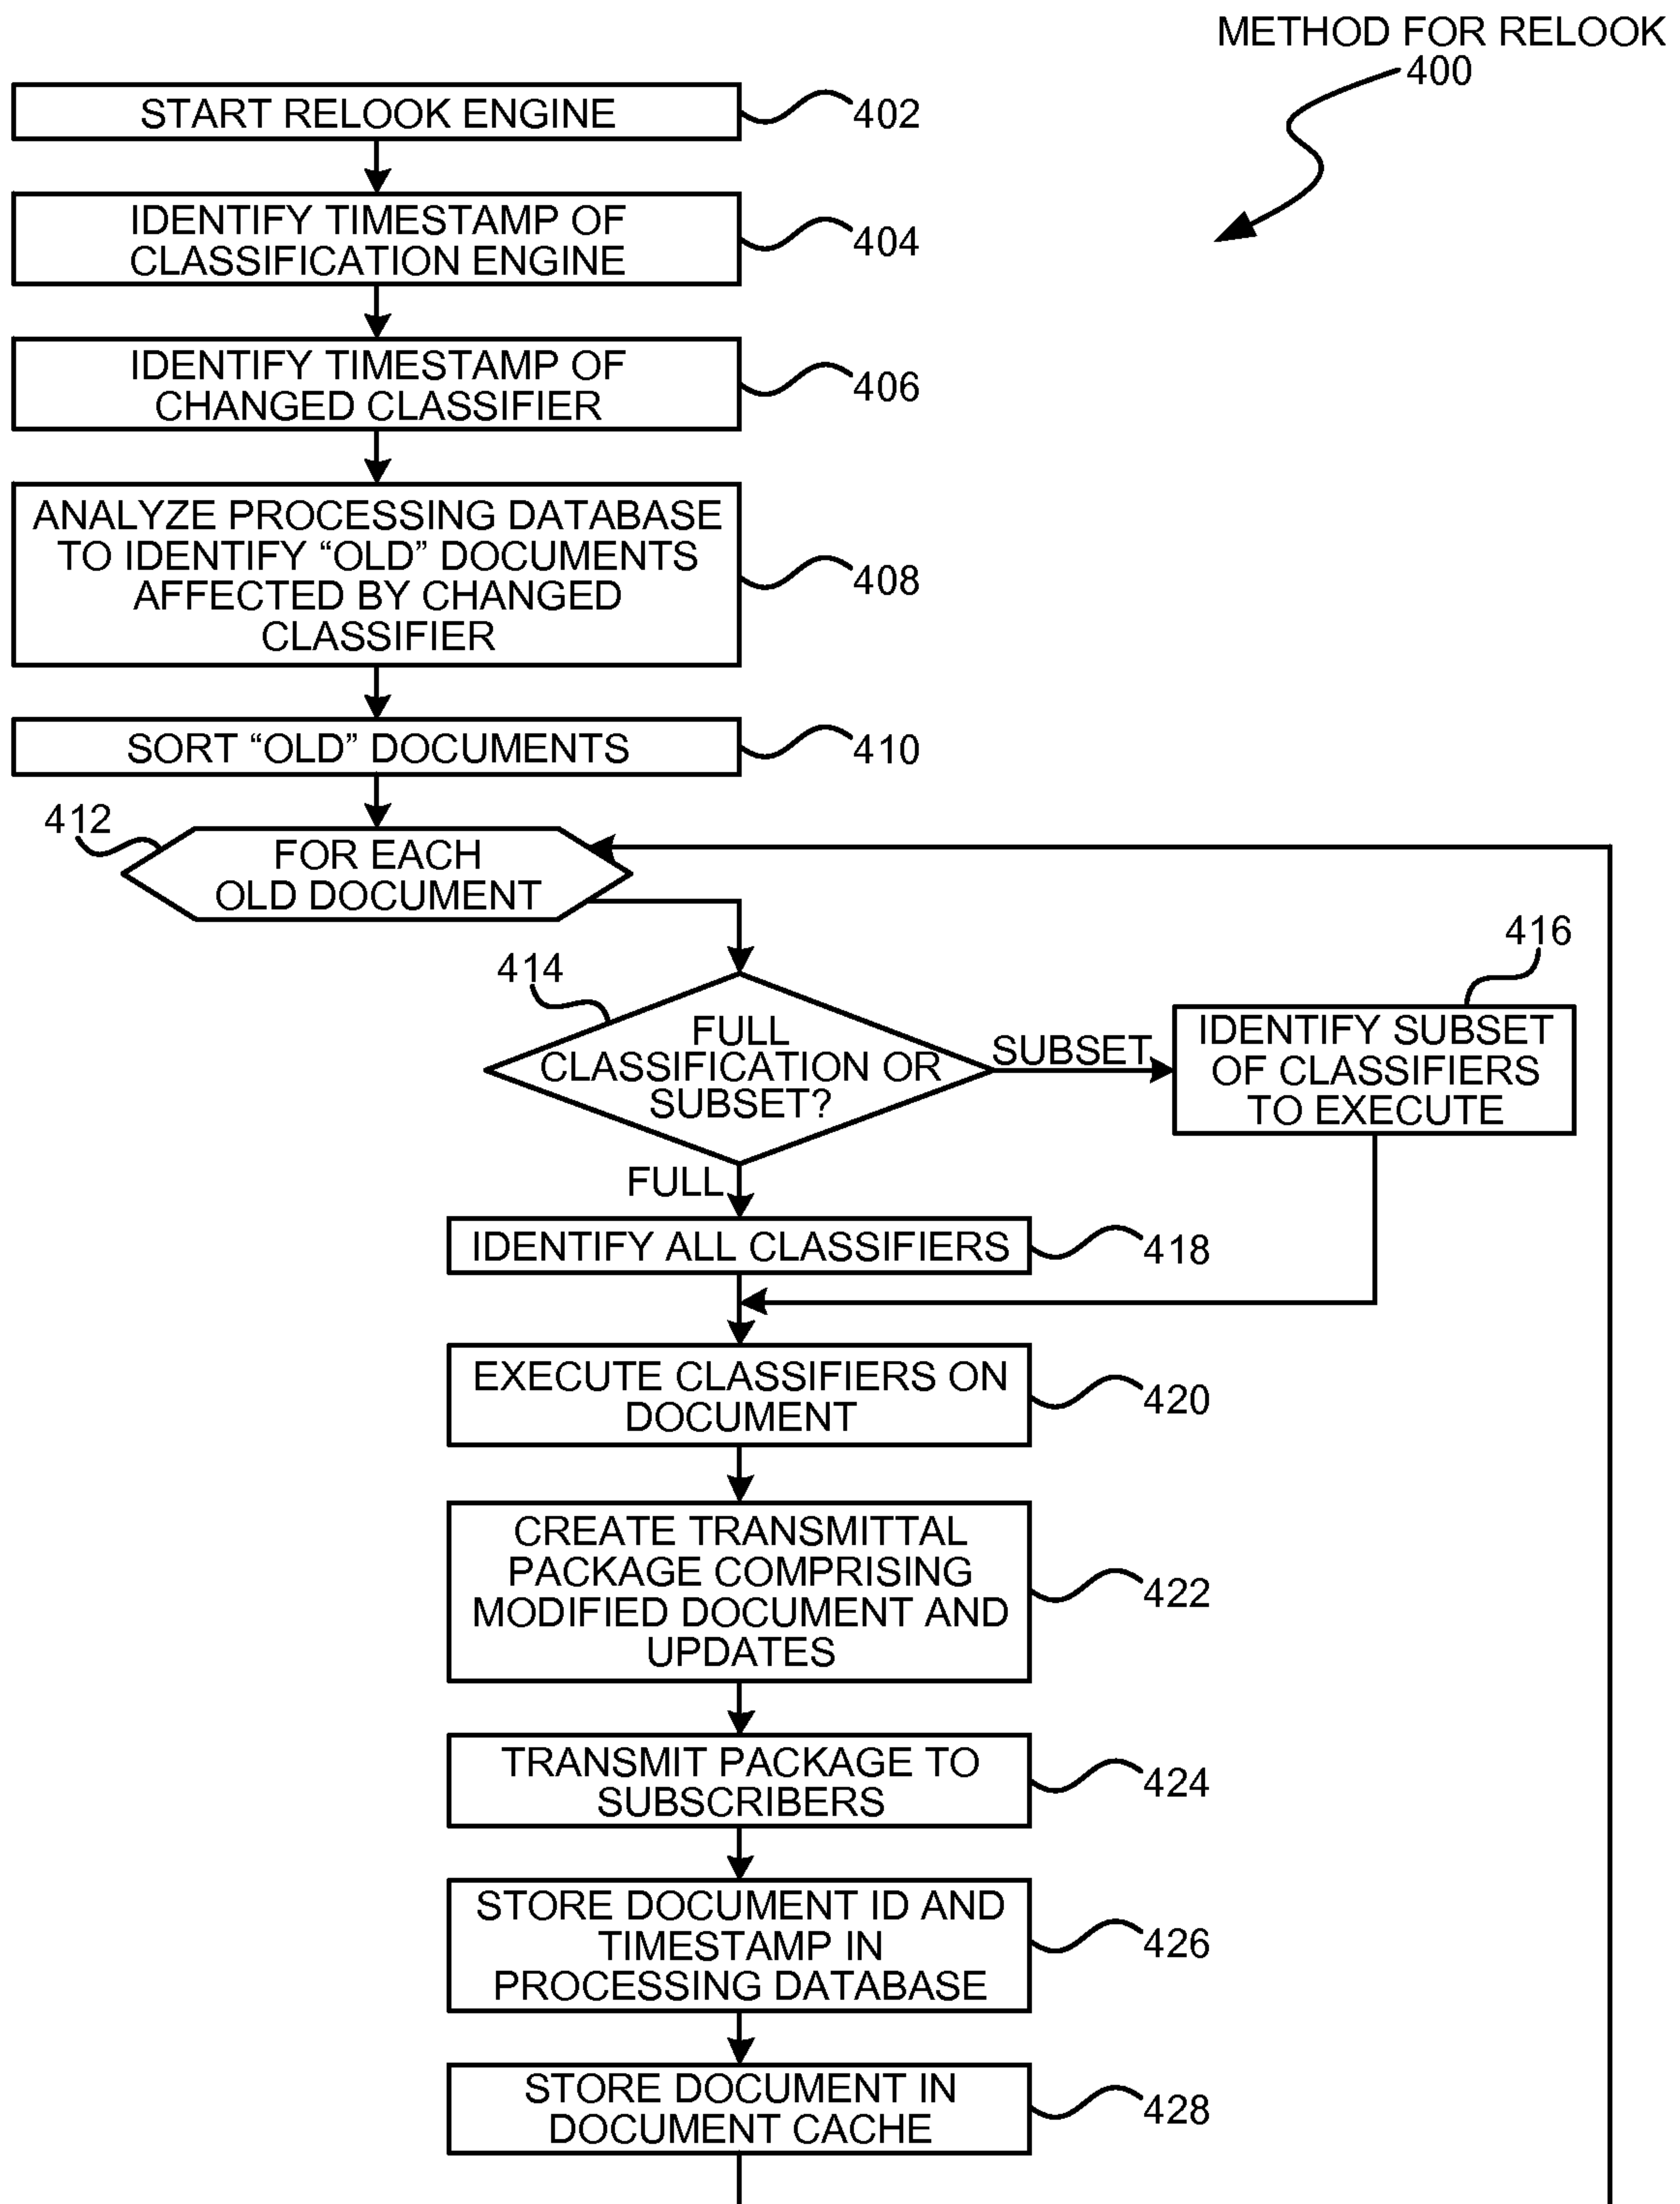 METHOD FOR RELOOK
400
START RELOOK ENGINE
402
IDENTIFY TIMESTAMP OF
CLASSIFICATION ENGINE
404
IDENTIFY TIMESTAMP OF
CHANGED CLASSIFIER
406
ANALYZE PROCESSING DATABASE
TO IDENTIFY “OLD” DOCUMENTS
AFFECTED BY CHANGED
CLASSIFIER
408
SORT “OLD” DOCUMENTS
410
412
FOR EACH
OLD DOCUMENT
414
FULL
CLASSIFICATION OR
SUBSET?
SUBSET
416
IDENTIFY SUBSET
OF CLASSIFIERS
TO EXECUTE
FULL
IDENTIFY ALL CLASSIFIERS
418
EXECUTE CLASSIFIERS ON
DOCUMENT
420
CREATE TRANSMITTAL
PACKAGE COMPRISING
MODIFIED DOCUMENT AND
UPDATES
422
TRANSMIT PACKAGE TO
SUBSCRIBERS
424
STORE DOCUMENT ID AND
TIMESTAMP IN
PROCESSING DATABASE
426
STORE DOCUMENT IN
DOCUMENT CACHE
428